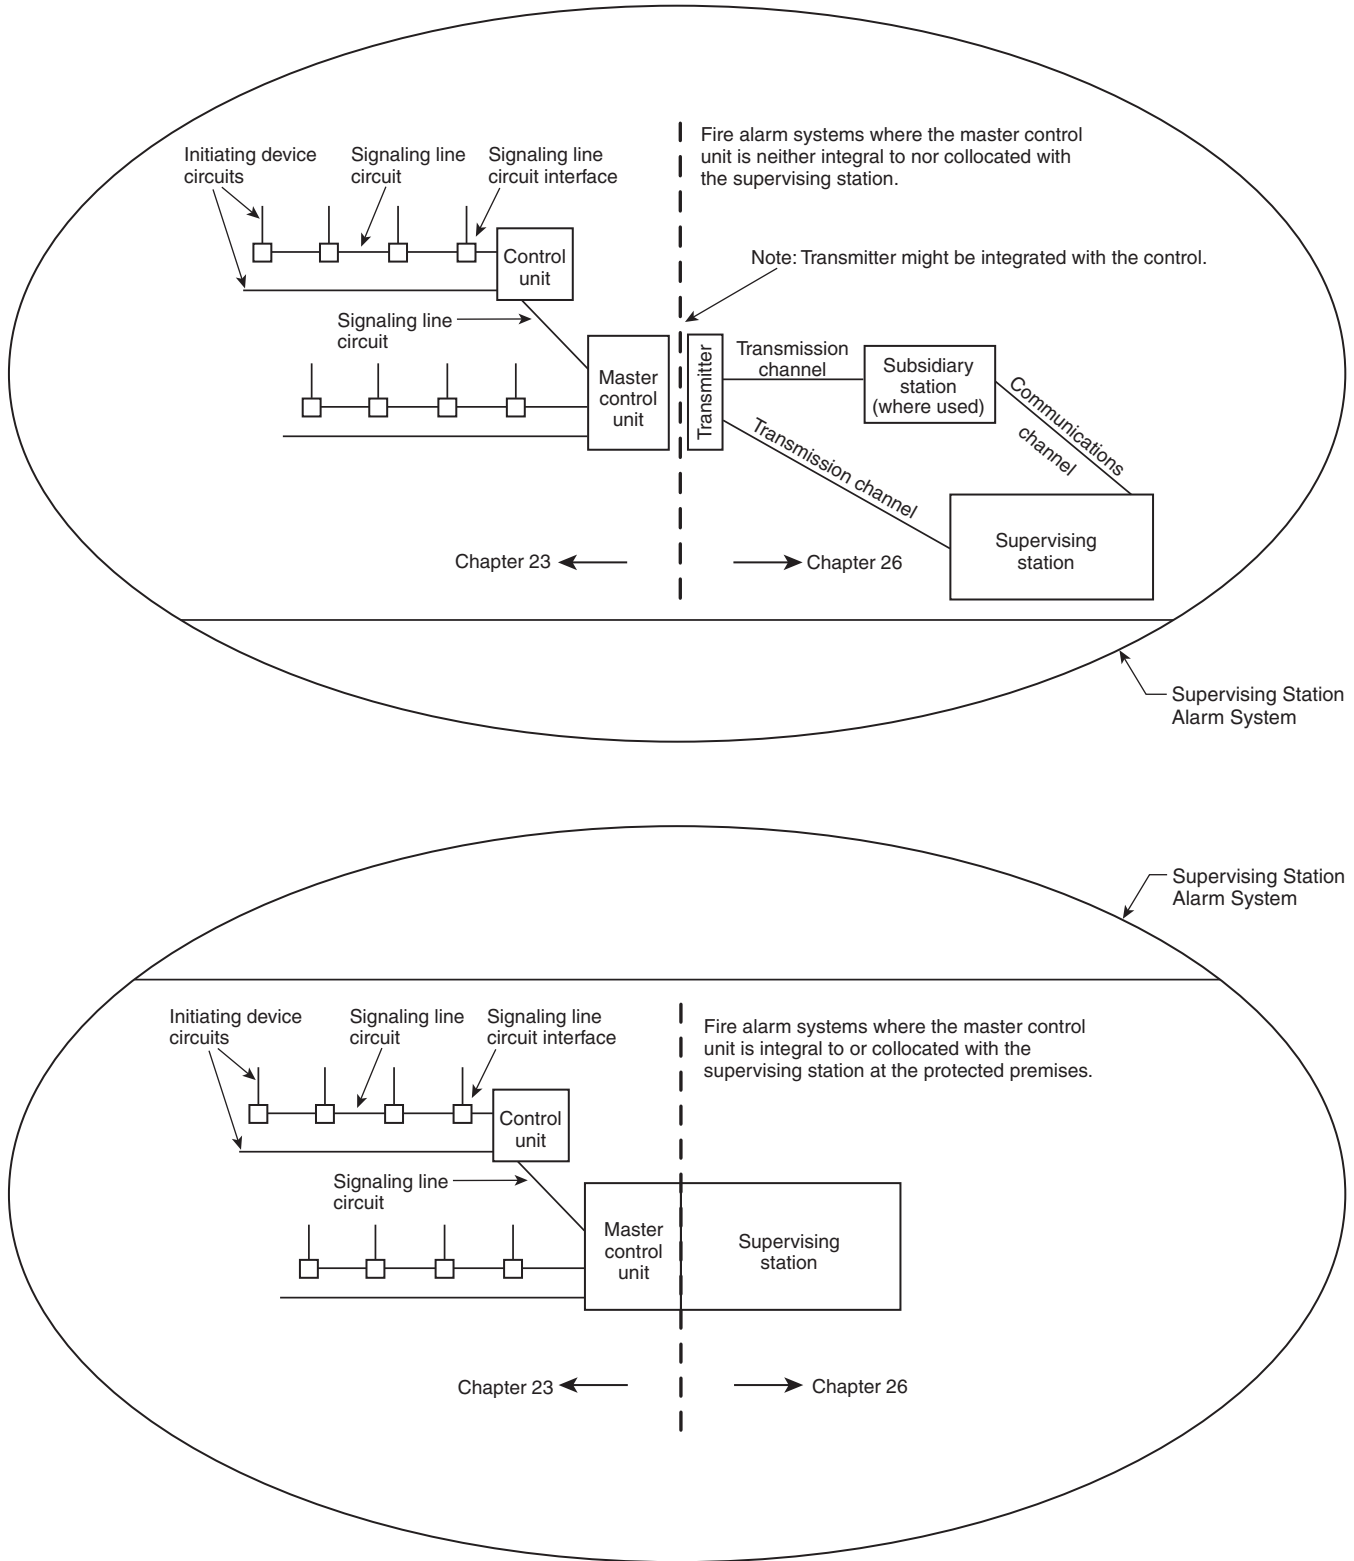 Fire alarm systems where the master control
unit is neither integral to nor collocated with
the supervising station.
Initiating device
circuits
Signaling line
circuit
Signaling line
circuit interface
Control
unit
Note: Transmitter might be integrated with the control.
Signaling line
circuit
Master
control
unit
Transmitter
Transmission
channel
Subsidiary
station
(where used)
Communications
channel
Transmission channel
Supervising
station
Chapter 23
Chapter 26
Supervising Station
Alarm System
Supervising Station
Alarm System
Initiating device
circuits
Signaling line
circuit
Signaling line
circuit interface
Fire alarm systems where the master control
unit is integral to or collocated with the
supervising station at the protected premises.
Control
unit
Signaling line
circuit
Master
control
unit
Supervising
station
Chapter 23
Chapter 26